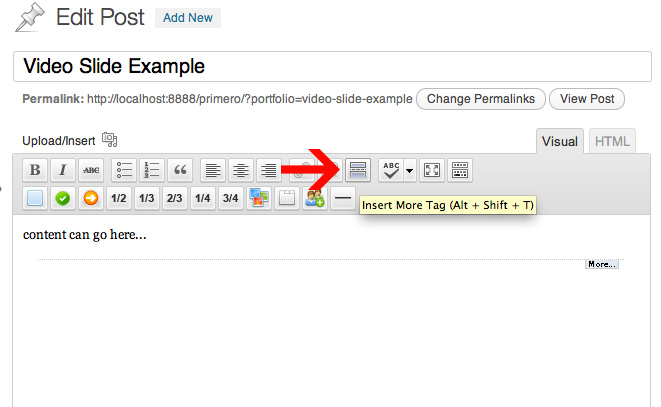 Edit Post Add New
Video Slide Example
Permalink: http://localhost:8888/primero/?portfolio=video-slide-example Change Permalinks View Post
Upload/Insert Visual HTML
B I ABC ABC
1/2 1/3 2/3 1/4 3/4
Insert More Tag (Alt + Shift + T)
content can go here...
More...